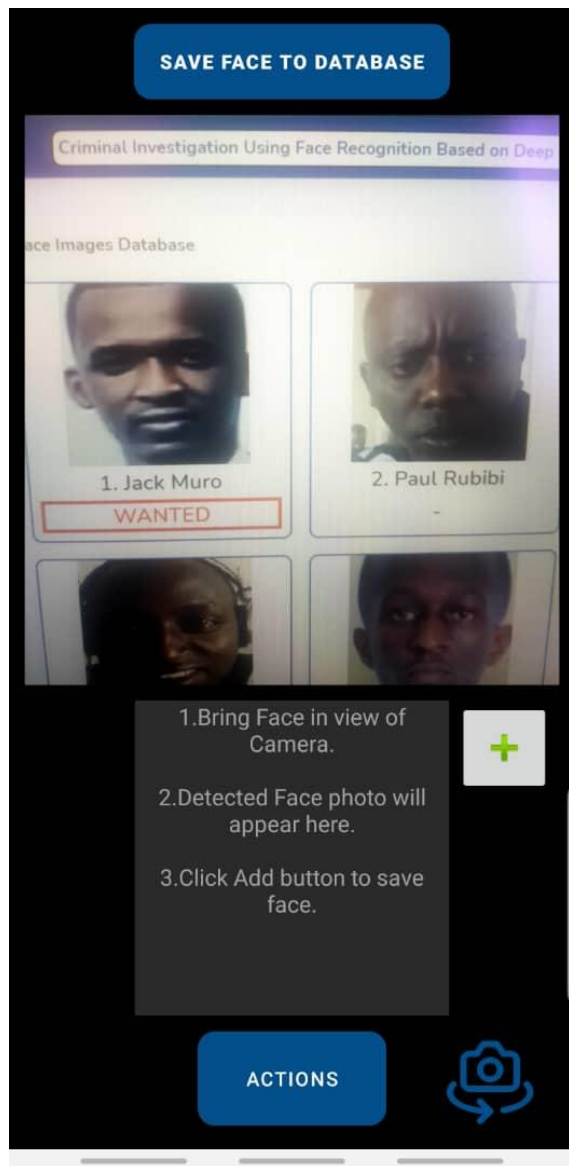 SAVE FACE TO DATABASE
Criminal Investigation Using Face Recognition Based on Deep
ace Images Database
1. Jack Muro
2. Paul Rubibi
WANTED
-
1.Bring Face in view of
Camera.
2.Detected Face photo will
appear here.
3.Click Add button to save
face.
ACTIONS